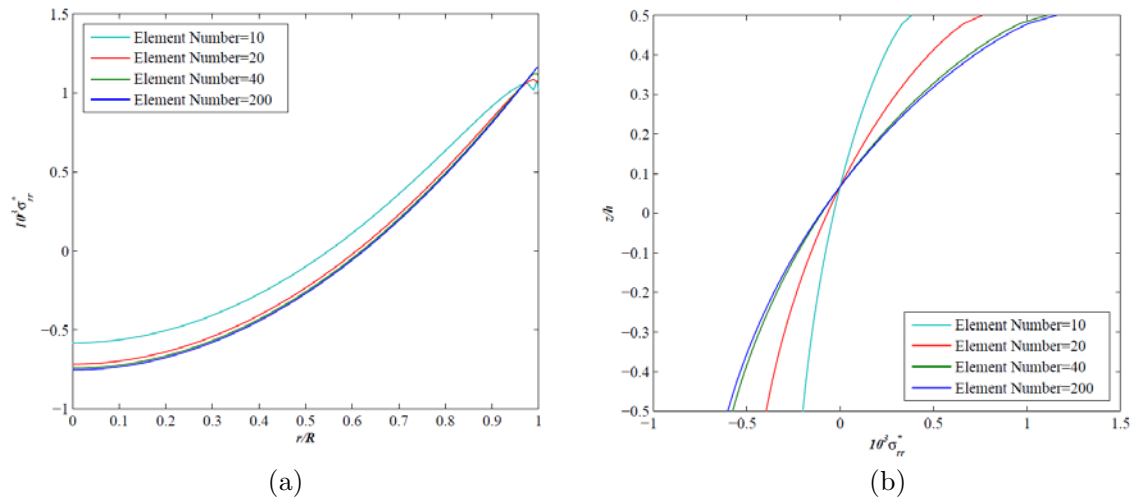 1.5
1
0.5
0
−0.5
−1
10³σ*rr
Element Number=10
Element Number=20
Element Number=40
Element Number=200
0 0.1 0.2 0.3 0.4 0.5 0.6 0.7 0.8 0.9 1
r/R
(a)
0.5
0.4
0.3
0.2
0.1
0
−0.1
−0.2
−0.3
−0.4
−0.5
z/h
Element Number=10
Element Number=20
Element Number=40
Element Number=200
−1 −0.5 0 0.5 1 1.5
10³σ*rr
(b)